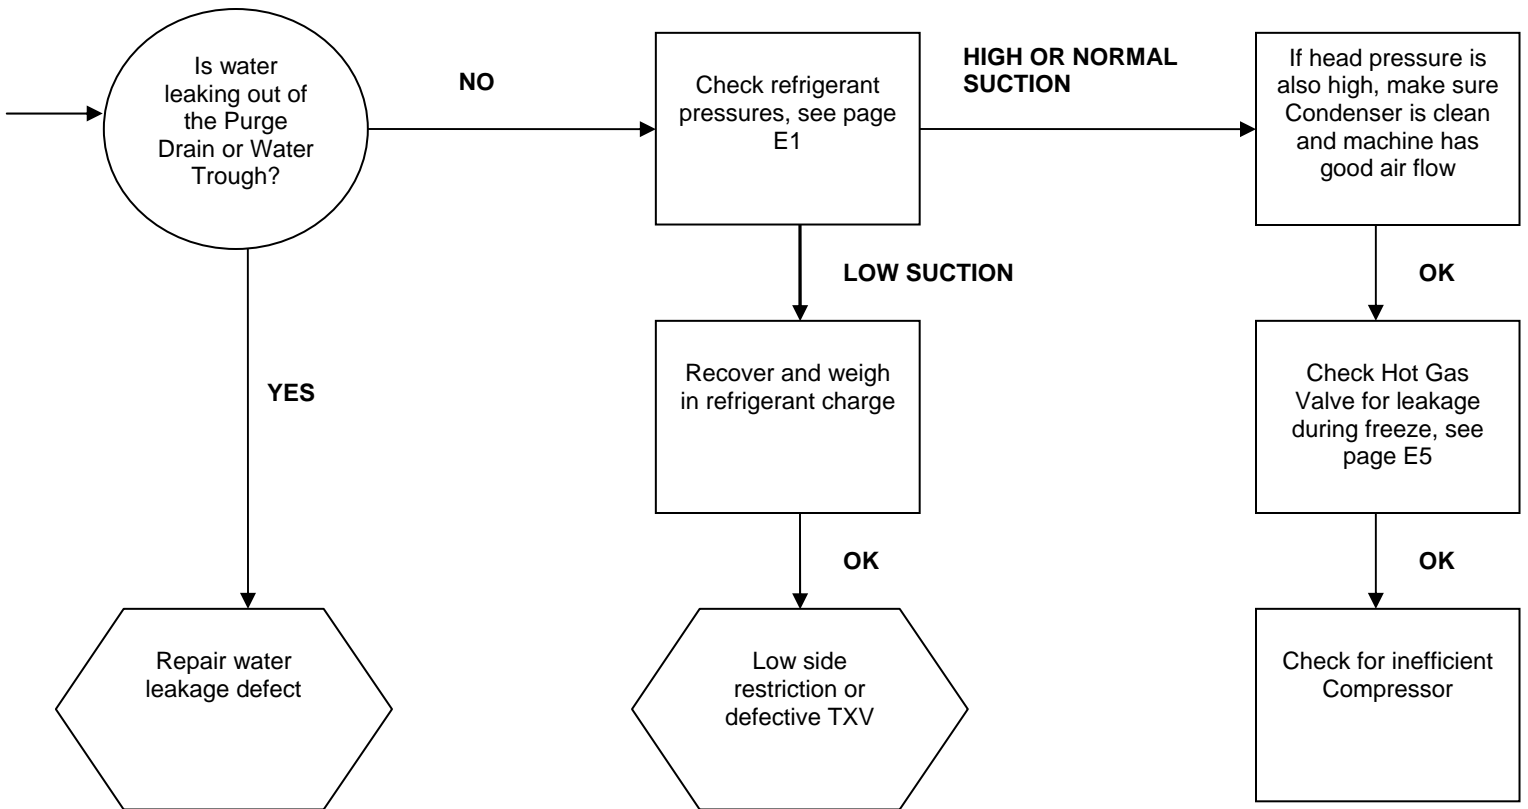 Is water
leaking out of
the Purge
Drain or Water
Trough?
NO
Check refrigerant
pressures, see page
E1
HIGH OR NORMAL
SUCTION
If head pressure is
also high, make sure
Condenser is clean
and machine has
good air flow
LOW SUCTION
OK
YES
Recover and weigh
in refrigerant charge
Check Hot Gas
Valve for leakage
during freeze, see
page E5
OK
OK
Repair water
leakage defect
Low side
restriction or
defective TXV
Check for inefficient
Compressor